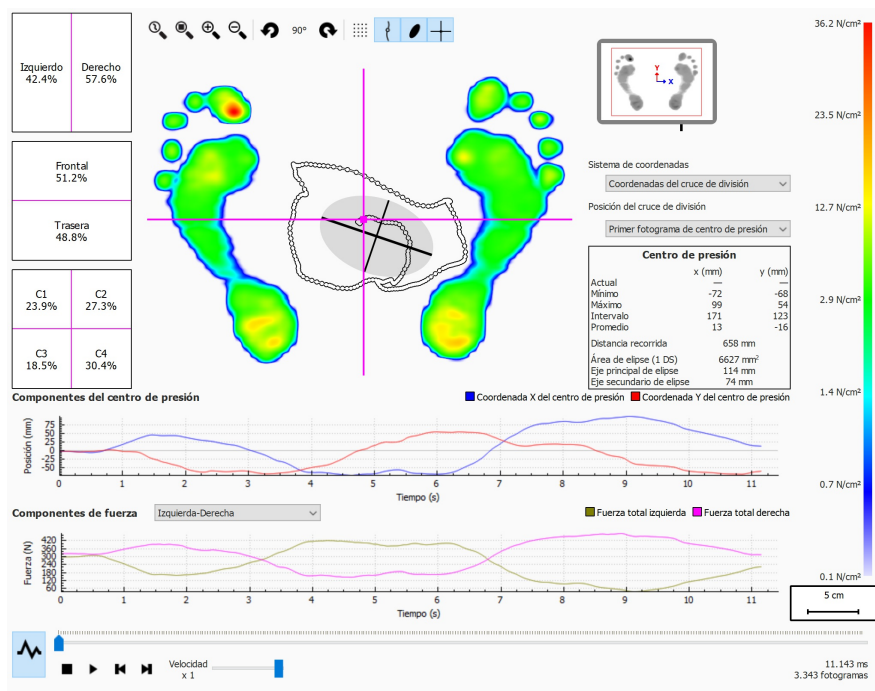 Izquierdo 42.4%
Derecho 57.6%
Frontal 51.2%
Trasera 48.8%
C1 23.9%
C2 27.3%
C3 18.5%
C4 30.4%
90°
Y
X
Sistema de coordenadas
Coordenadas del cruce de división
Posición del cruce de división
Primer fotograma de centro de presión
Centro de presión
x (mm) y (mm)
Actual — —
Mínimo -72 -68
Máximo 99 54
Intervalo 171 123
Promedio 13 -16
Distancia recorrida 658 mm
Área de elipse (1 DS) 6627 mm²
Eje principal de elipse 114 mm
Eje secundario de elipse 74 mm
36.2 N/cm²
23.5 N/cm²
12.7 N/cm²
2.9 N/cm²
1.4 N/cm²
0.7 N/cm²
0.1 N/cm²
5 cm
Componentes del centro de presión
Coordenada X del centro de presión Coordenada Y del centro de presión
Posición (mm)
75
50
25
0
-25
-50
0 1 2 3 4 5 6 7 8 9 10 11
Tiempo (s)
Componentes de fuerza
Izquierda-Derecha
Fuerza total izquierda Fuerza total derecha
Fuerza (N)
420
360
300
240
180
120
60
0 1 2 3 4 5 6 7 8 9 10 11
Tiempo (s)
Velocidad
x 1
11.143 ms
3.343 fotogramas